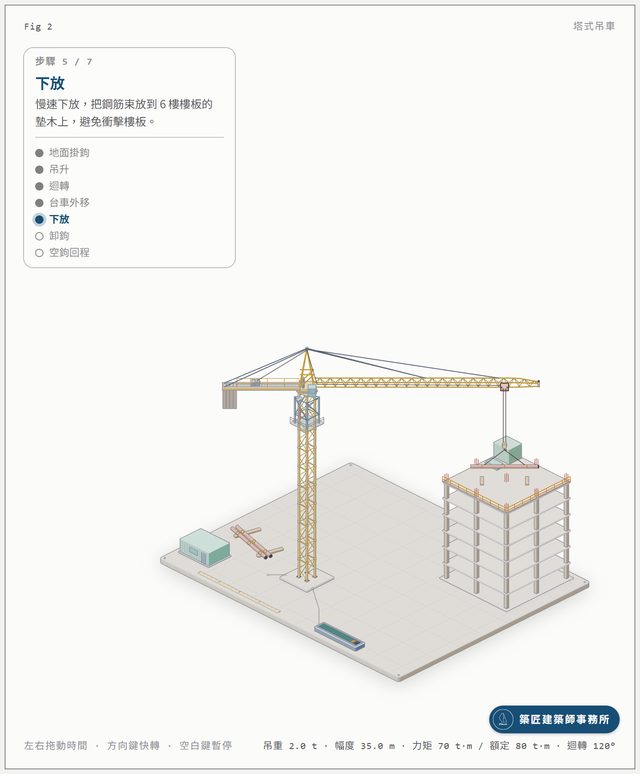 Fig 2
塔式吊車
步驟 5 / 7
下放
慢速下放，把鋼筋束放到 6 樓樓板的
墊木上，避免衝擊樓板。
地面掛鉤
吊升
迴轉
台車外移
下放
卸鉤
空鉤回程
築匠建築師事務所
左右拖動時間 · 方向鍵快轉 · 空白鍵暫停
吊重 2.0 t · 幅度 35.0 m · 力矩 70 t·m / 額定 80 t·m · 迴轉 120°